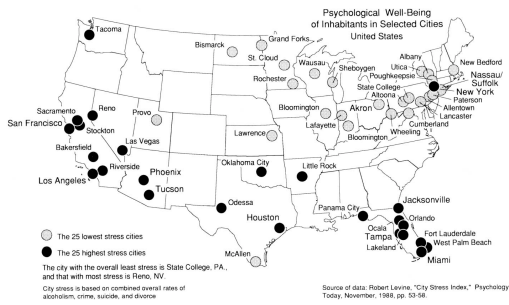 Psychological Well-Being
of Inhabitants in Selected Cities
United States
Tacoma
Bismarck
Grand Forks
St. Cloud
Wausau
Sheboygen
Rochester
Albany
Utica
Poughkeepsie
New Bedford
Nassau/
Suffolk
New York
State College
Altoona
Paterson
Allentown
Lancaster
Akron
Cumberland
Wheeling
Bloomington
Lafayette
Bloomington
Sacramento
Reno
San Francisco
Stockton
Provo
Lawrence
Bakersfield
Las Vegas
Riverside
Los Angeles
Phoenix
Tucson
Oklahoma City
Little Rock
Odessa
Houston
McAllen
Panama City
Jacksonville
Ocala
Orlando
Tampa
Lakeland
Fort Lauderdale
West Palm Beach
Miami
The 25 lowest stress cities
The 25 highest stress cities
The city with the overall least stress is State College, PA.,
and that with most stress is Reno, NV.
City stress is based on combined overall rates of
alcoholism, crime, suicide, and divorce
Source of data: Robert Levine, "City Stress Index," Psychology
Today, November, 1988, pp. 53-58.